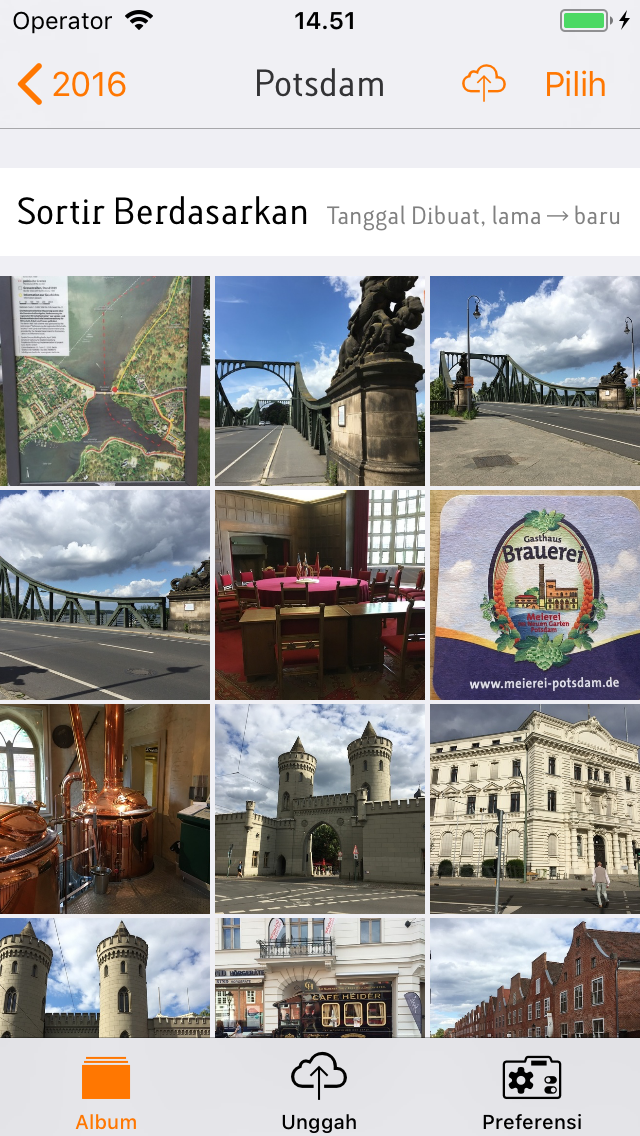 Operator 14.51
2016 Potsdam Pilih
Sortir Berdasarkan Tanggal Dibuat, lama → baru
Gasthaus
Brauerei
Meierei
Potsdam
www.meierei-potsdam.de
CAFE HEIDER
Album Unggah Preferensi